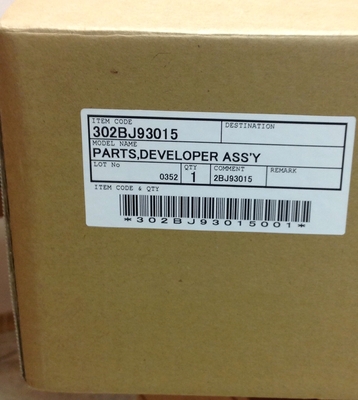 ITEM CODE DESTINATION
302BJ93015
MODEL NAME
PARTS,DEVELOPER ASS'Y
LOT No QTY COMMENT REMARK
0352 1 2BJ93015
ITEM CODE & QTY
*302BJ93015001*